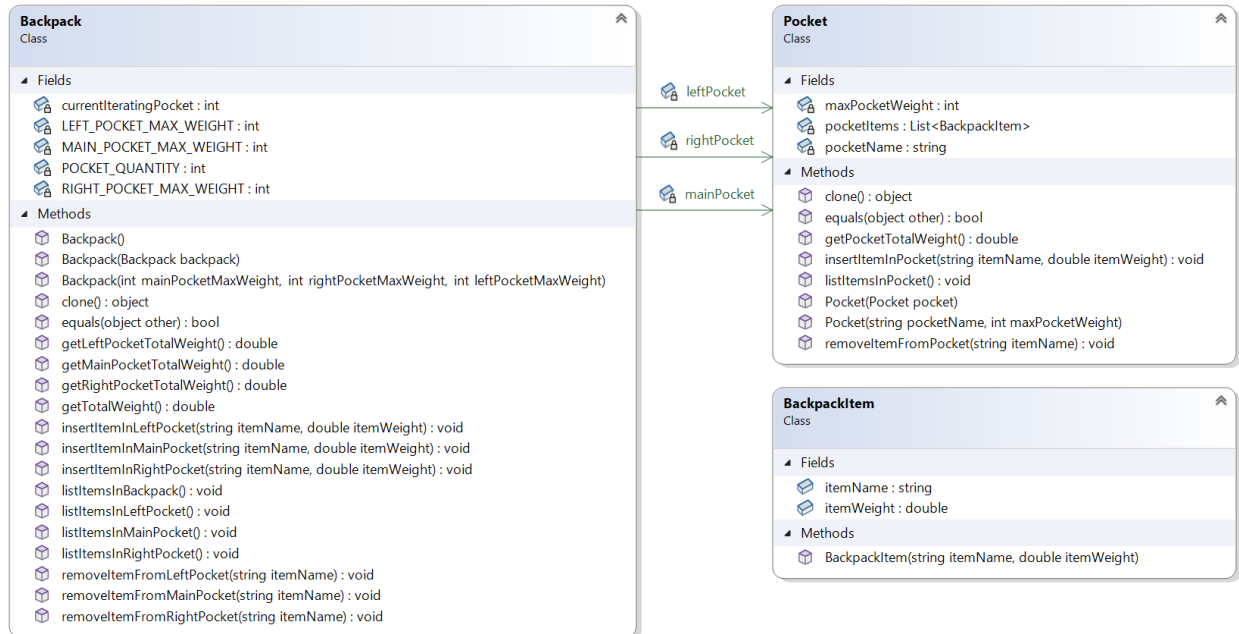 Backpack
Class
Fields
currentIteratingPocket : int
LEFT_POCKET_MAX_WEIGHT : int
MAIN_POCKET_MAX_WEIGHT : int
POCKET_QUANTITY : int
RIGHT_POCKET_MAX_WEIGHT : int
Methods
Backpack()
Backpack(Backpack backpack)
Backpack(int mainPocketMaxWeight, int rightPocketMaxWeight, int leftPocketMaxWeight)
clone() : object
equals(object other) : bool
getLeftPocketTotalWeight() : double
getMainPocketTotalWeight() : double
getRightPocketTotalWeight() : double
getTotalWeight() : double
insertItemInLeftPocket(string itemName, double itemWeight) : void
insertItemInMainPocket(string itemName, double itemWeight) : void
insertItemInRightPocket(string itemName, double itemWeight) : void
listItemsInBackpack() : void
listItemsInLeftPocket() : void
listItemsInMainPocket() : void
listItemsInRightPocket() : void
removeItemFromLeftPocket(string itemName) : void
removeItemFromMainPocket(string itemName) : void
removeItemFromRightPocket(string itemName) : void
leftPocket
rightPocket
mainPocket
Pocket
Class
Fields
maxPocketWeight : int
pocketItems : List<BackpackItem>
pocketName : string
Methods
clone() : object
equals(object other) : bool
getPocketTotalWeight() : double
insertItemInPocket(string itemName, double itemWeight) : void
listItemsInPocket() : void
Pocket(Pocket pocket)
Pocket(string pocketName, int maxPocketWeight)
removeItemFromPocket(string itemName) : void
BackpackItem
Class
Fields
itemName : string
itemWeight : double
Methods
BackpackItem(string itemName, double itemWeight)